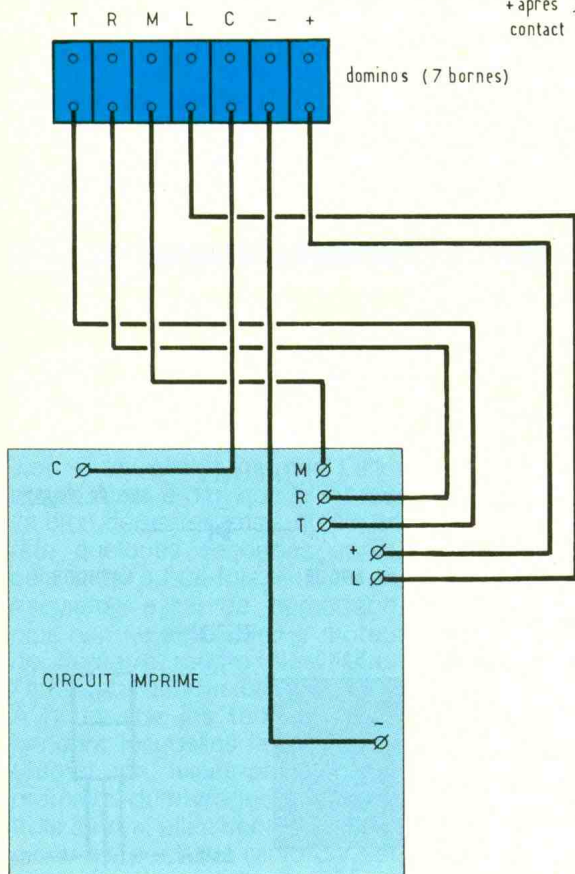 + après
contact
T R M L C - +
dominos (7 bornes)
C
M
R
T
+
L
CIRCUIT IMPRIME
-